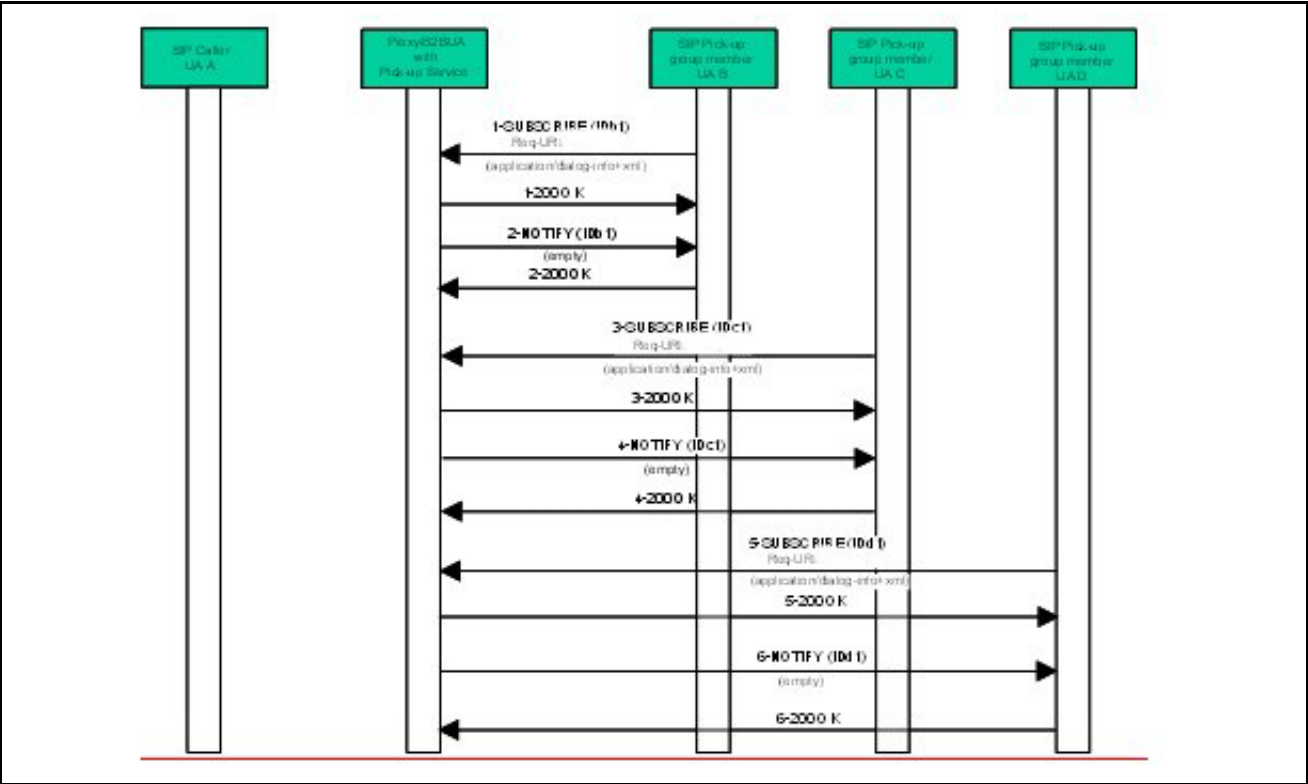 SIP Caller
UA A
Proxy/B2BUA
with
Pick-up Service
SIP Pick-up
group member
UA B
SIP Pick-up
group member
UA C
SIP Pick-up
group member
UA D
1-SUBSCRIBE (IDb1)
Req-URI:
(application/dialog-info+xml)
1-200 OK
2-NOTIFY (IDb1)
(empty)
2-200 OK
3-SUBSCRIBE (IDc1)
Req-URI:
(application/dialog-info+xml)
3-200 OK
4-NOTIFY (IDc1)
(empty)
4-200 OK
5-SUBSCRIBE (IDd1)
Req-URI:
(application/dialog-info+xml)
5-200 OK
6-NOTIFY (IDd1)
(empty)
6-200 OK